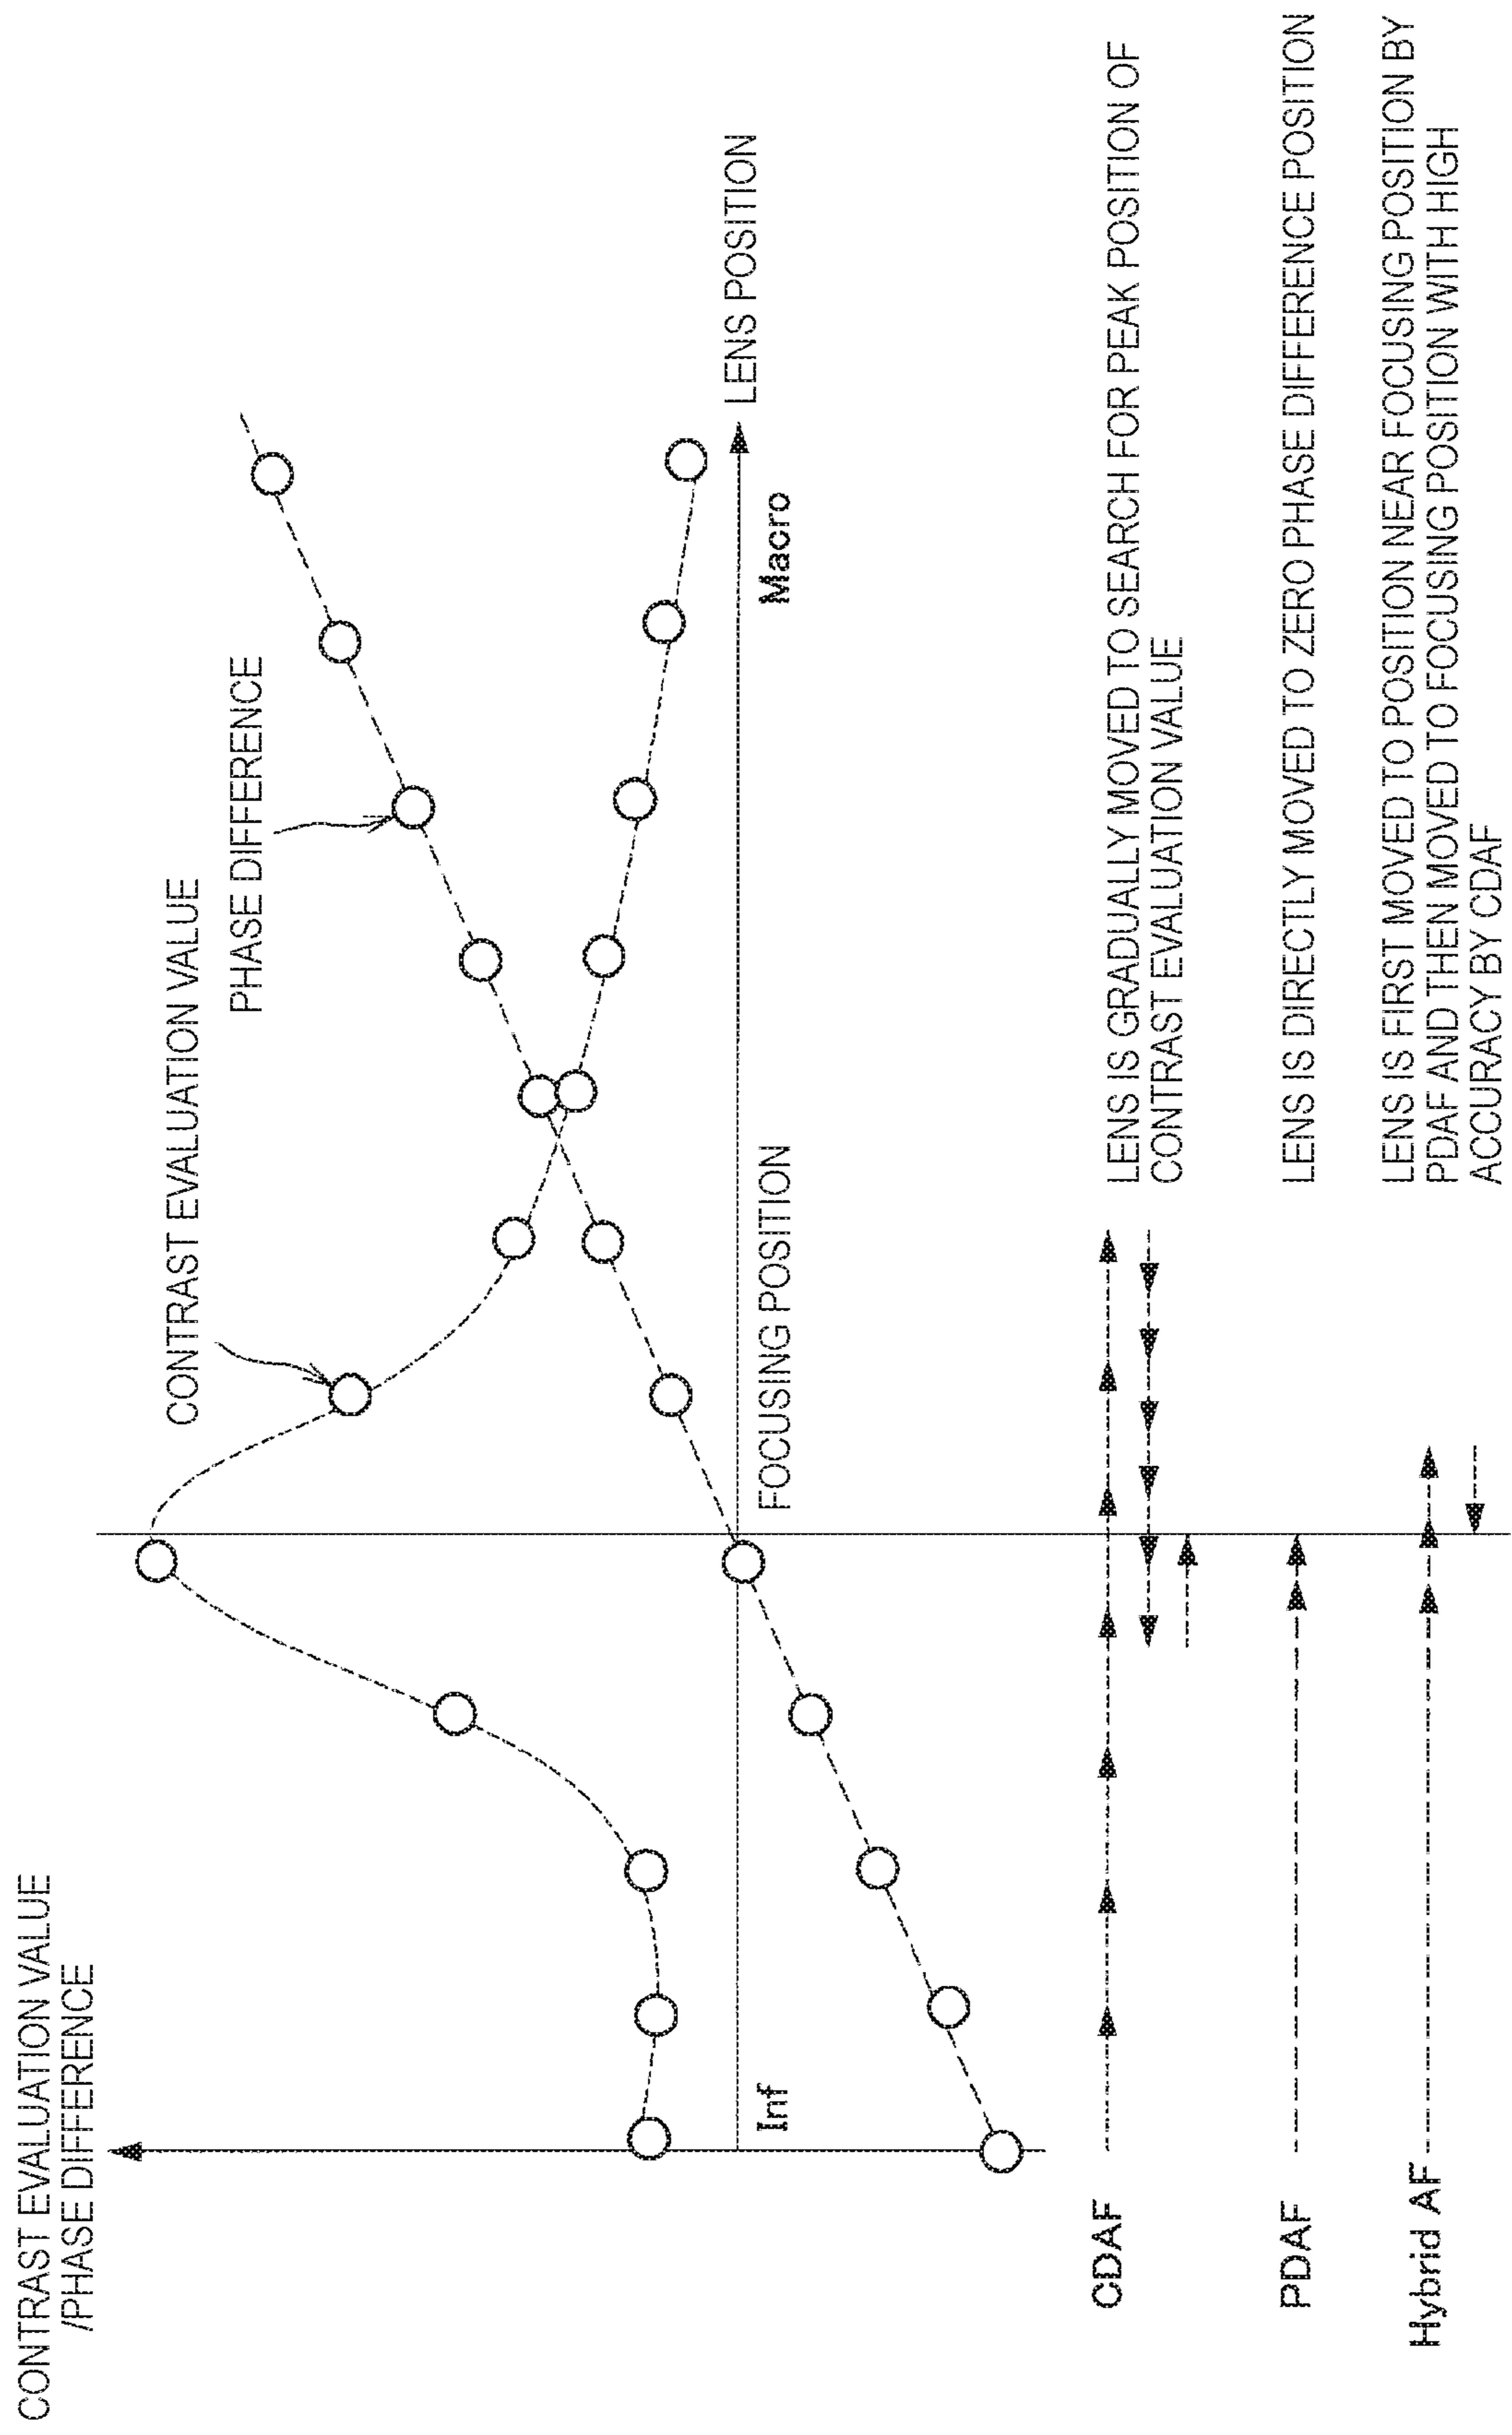 CONTRAST EVALUATION VALUE
/PHASE DIFFERENCE
CONTRAST EVALUATION VALUE
PHASE DIFFERENCE
LENS POSITION
Inf
FOCUSING POSITION
Macro
CDAF
LENS IS GRADUALLY MOVED TO SEARCH FOR PEAK POSITION OF
CONTRAST EVALUATION VALUE
PDAF
LENS IS DIRECTLY MOVED TO ZERO PHASE DIFFERENCE POSITION
Hybrid AF
LENS IS FIRST MOVED TO POSITION NEAR FOCUSING POSITION BY
PDAF AND THEN MOVED TO FOCUSING POSITION WITH HIGH
ACCURACY BY CDAF